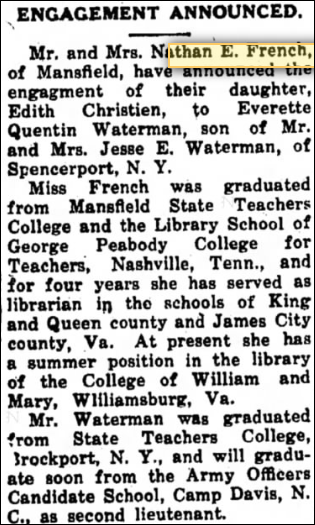 ENGAGEMENT ANNOUNCED.
Mr. and Mrs. Nathan E. French,
of Mansfield, have announced the
engagment of their daughter,
Edith Christien, to Everette
Quentin Waterman, son of Mr.
and Mrs. Jesse E. Waterman, of
Spencerport, N. Y.
Miss French was graduated
from Mansfield State Teachers
College and the Library School of
George Peabody College for
Teachers, Nashville, Tenn., and
for four years she has served as
librarian in the schools of King
and Queen county and James City
county, Va. At present she has
a summer position in the library
of the College of William and
Mary, Williamsburg, Va.
Mr. Waterman was graduated
from State Teachers College,
Brockport, N. Y., and will gradu-
ate soon from the Army Officers
Candidate School, Camp Davis, N.
C., as second lieutenant.